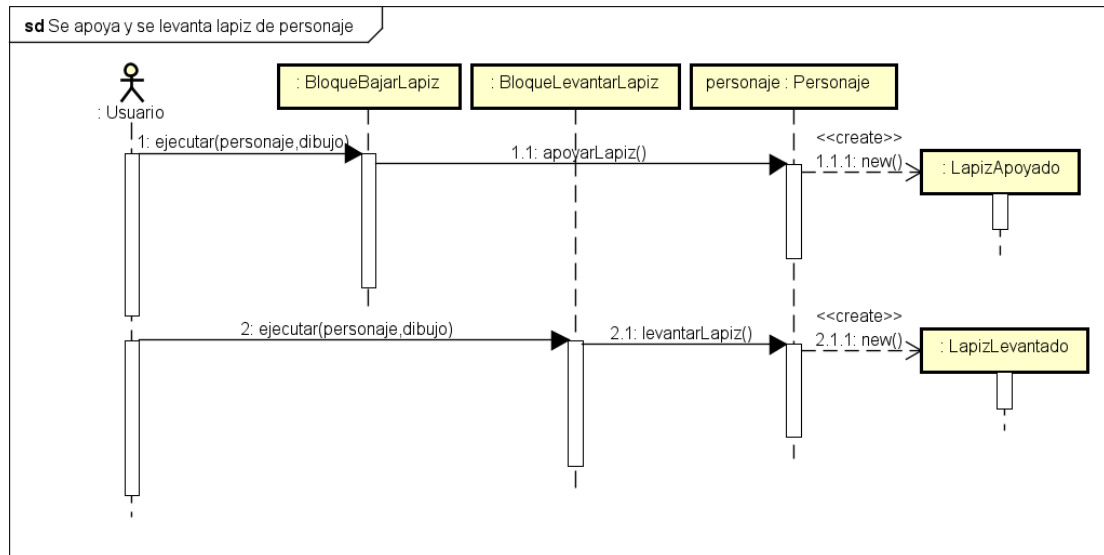 sd Se apoya y se levanta lapiz de personaje
: Usuario
: BloqueBajarLapiz
: BloqueLevantarLapiz
personaje : Personaje
1: ejecutar(personaje,dibujo)
1.1: apoyarLapiz()
<<create>>
1.1.1: new()
: LapizApoyado
2: ejecutar(personaje,dibujo)
2.1: levantarLapiz()
<<create>>
2.1.1: new()
: LapizLevantado